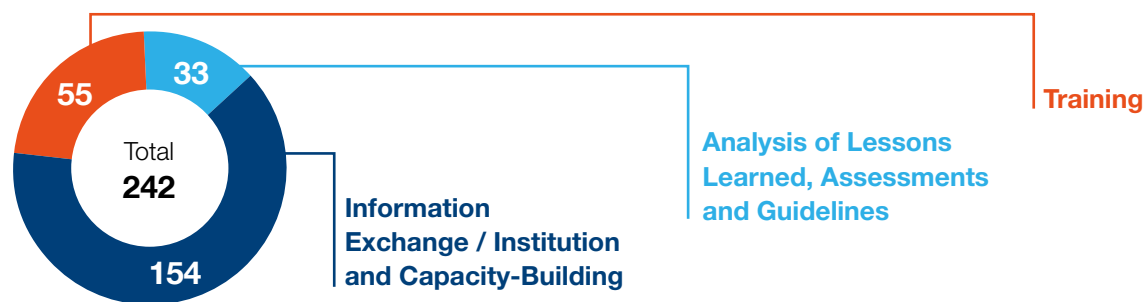 55
33
Total
242
154
Training
Analysis of Lessons
Learned, Assessments
and Guidelines
Information
Exchange / Institution
and Capacity-Building